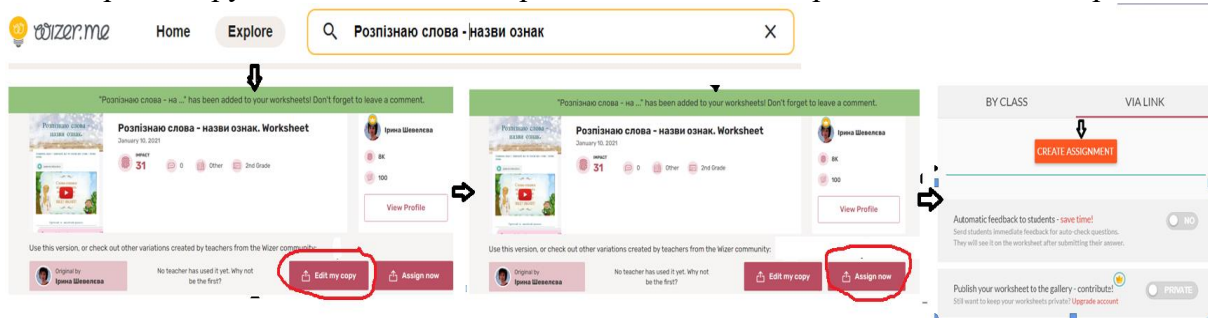 wizer.me Home Explore Розпізнаю слова - назви ознак X
"Розпізнаю слова – на ..." has been added to your worksheets! Don't forget to leave a comment.
Розпізнаю слова - назви ознак.
Розпізнаю слова - назви ознак. Worksheet
January 10, 2021
IMPACT
31 0 Other 2nd Grade
Ірина Шевелєва
8K
100
View Profile
Use this version, or check out other variations created by teachers from the Wizer community:
Original by
Ірина Шевелєва
No teacher has used it yet. Why not
be the first?
Edit my copy
Assign now
"Розпізнаю слова – на ..." has been added to your worksheets! Don't forget to leave a comment.
Розпізнаю слова - назви ознак.
Розпізнаю слова - назви ознак. Worksheet
January 10, 2021
IMPACT
31 0 Other 2nd Grade
Ірина Шевелєва
8K
100
View Profile
Use this version, or check out other variations created by teachers from the Wizer community:
Original by
Ірина Шевелєва
No teacher has used it yet. Why not
be the first?
Edit my copy
Assign now
BY CLASS VIA LINK
CREATE ASSIGNMENT
Automatic feedback to students - save time!
NO
Send students immediate feedback for auto-check questions.
They will see it on the worksheet after submitting their answer.
Publish your worksheet to the gallery - contribute!
PRIVATE
Still want to keep your worksheets private? Upgrade account